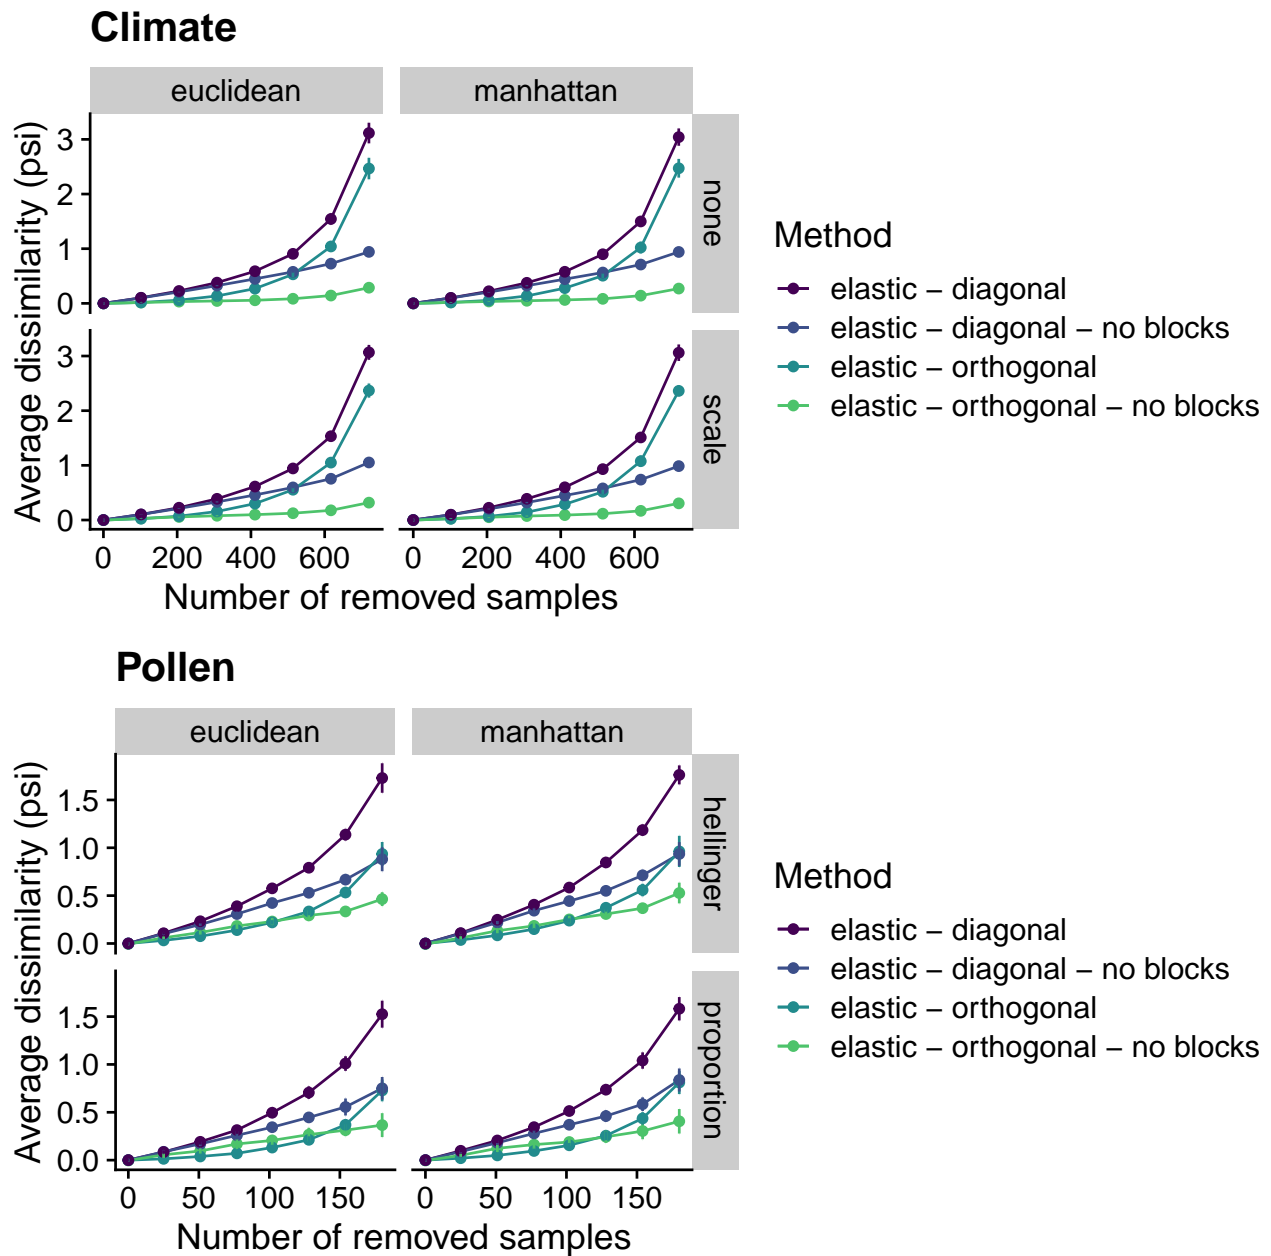 Climate
euclidean
manhattan
Average dissimilarity (psi)
3
2
1
0
none
3
2
1
0
scale
0 200 400 600
0 200 400 600
Number of removed samples
Method
elastic − diagonal
elastic − diagonal − no blocks
elastic − orthogonal
elastic − orthogonal − no blocks
Pollen
euclidean
manhattan
Average dissimilarity (psi)
1.5
1.0
0.5
0.0
hellinger
1.5
1.0
0.5
0.0
proportion
0 50 100 150
0 50 100 150
Number of removed samples
Method
elastic − diagonal
elastic − diagonal − no blocks
elastic − orthogonal
elastic − orthogonal − no blocks